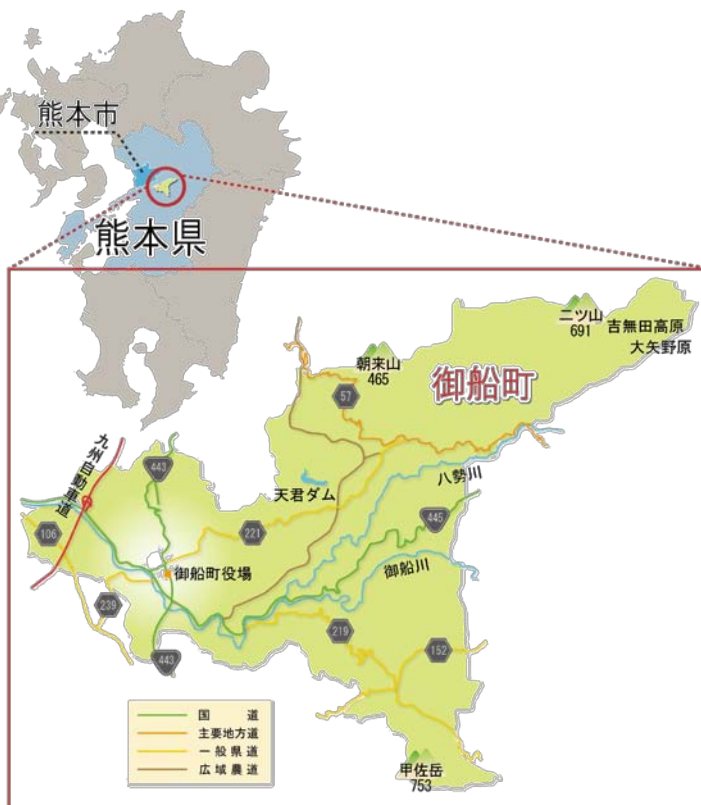 熊本市
熊本県
二ツ山
691
吉無田高原
大矢野原
朝来山
465
御船町
57
九州自動車道
443
天君ダム
八勢川
445
106
221
御船町役場
御船川
239
219
152
443
国 道
主要地方道
一般県道
広域農道
甲佐岳
753